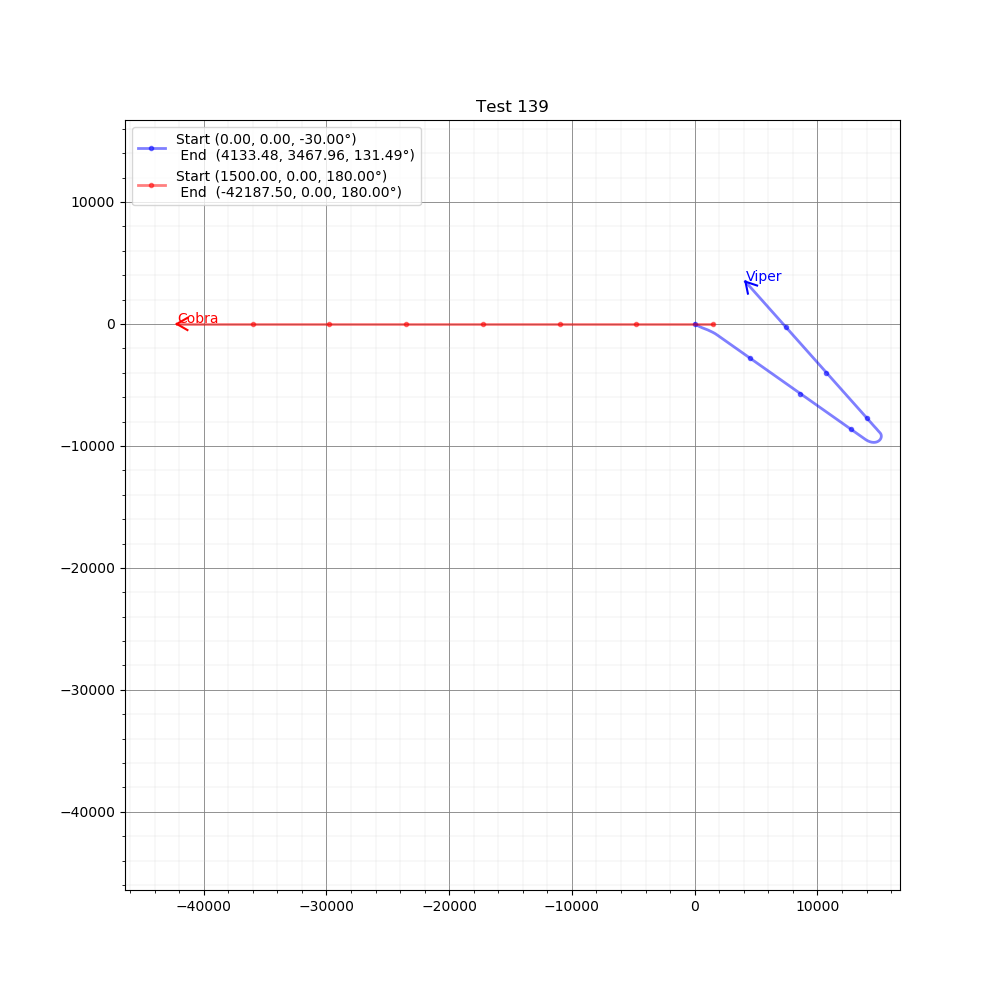 Test 139
Start (0.00, 0.00, -30.00°)
End (4133.48, 3467.96, 131.49°)
Start (1500.00, 0.00, 180.00°)
End (-42187.50, 0.00, 180.00°)
10000
Viper
0
Cobra
−10000
−20000
−30000
−40000
−40000 −30000 −20000 −10000 0 10000